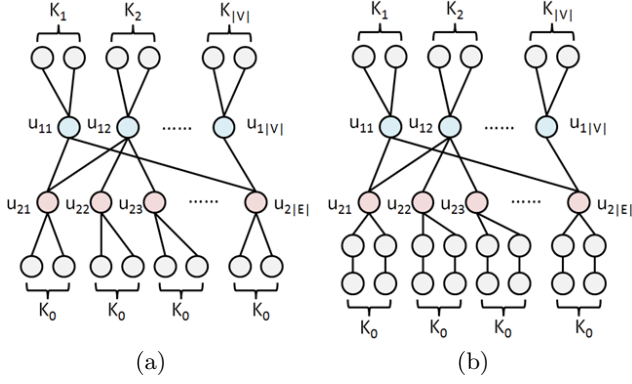 K₁ K₂ K|V| K₁ K₂ K|V|
u₁₁ u₁₂ ...... u₁|V| u₁₁ u₁₂ ...... u₁|V|
u₂₁ u₂₂ u₂₃ ...... u₂|E| u₂₁ u₂₂ u₂₃ ...... u₂|E|
K₀ K₀ K₀ K₀ K₀ K₀ K₀ K₀
(a) (b)